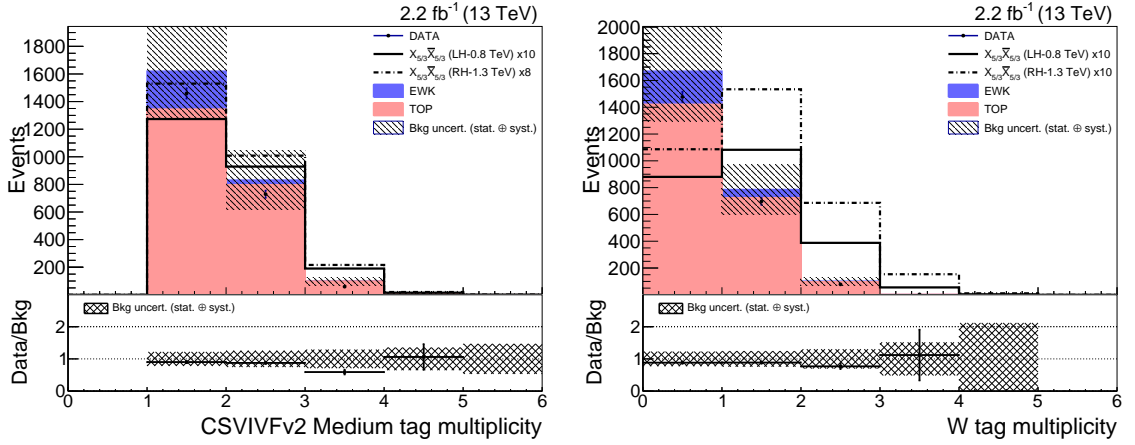 2.2 fb⁻¹ (13 TeV)
1800
1600
1400
1200
1000
800
600
400
200
Events
DATA
X₅/₃X̅₅/₃ (LH-0.8 TeV) x10
X₅/₃X̅₅/₃ (RH-1.3 TeV) x8
EWK
TOP
Bkg uncert. (stat. ⊕ syst.)
Bkg uncert. (stat. ⊕ syst.)
Data/Bkg
2
1
0
0 1 2 3 4 5 6
CSVIVFv2 Medium tag multiplicity
2.2 fb⁻¹ (13 TeV)
2000
1800
1600
1400
1200
1000
800
600
400
200
Events
DATA
X₅/₃X̅₅/₃ (LH-0.8 TeV) x10
X₅/₃X̅₅/₃ (RH-1.3 TeV) x10
EWK
TOP
Bkg uncert. (stat. ⊕ syst.)
Bkg uncert. (stat. ⊕ syst.)
Data/Bkg
2
1
0
0 1 2 3 4 5 6
W tag multiplicity